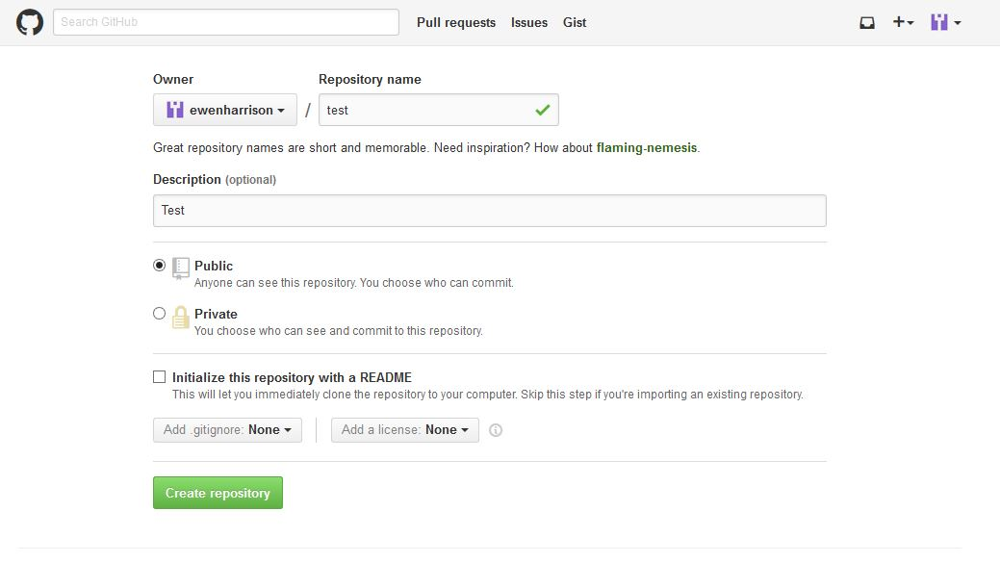 Search GitHub
Pull requests Issues Gist
Owner Repository name
ewenharrison / test
Great repository names are short and memorable. Need inspiration? How about flaming-nemesis.
Description (optional)
Test
Public
Anyone can see this repository. You choose who can commit.
Private
You choose who can see and commit to this repository.
Initialize this repository with a README
This will let you immediately clone the repository to your computer. Skip this step if you're importing an existing repository.
Add .gitignore: None Add a license: None
Create repository